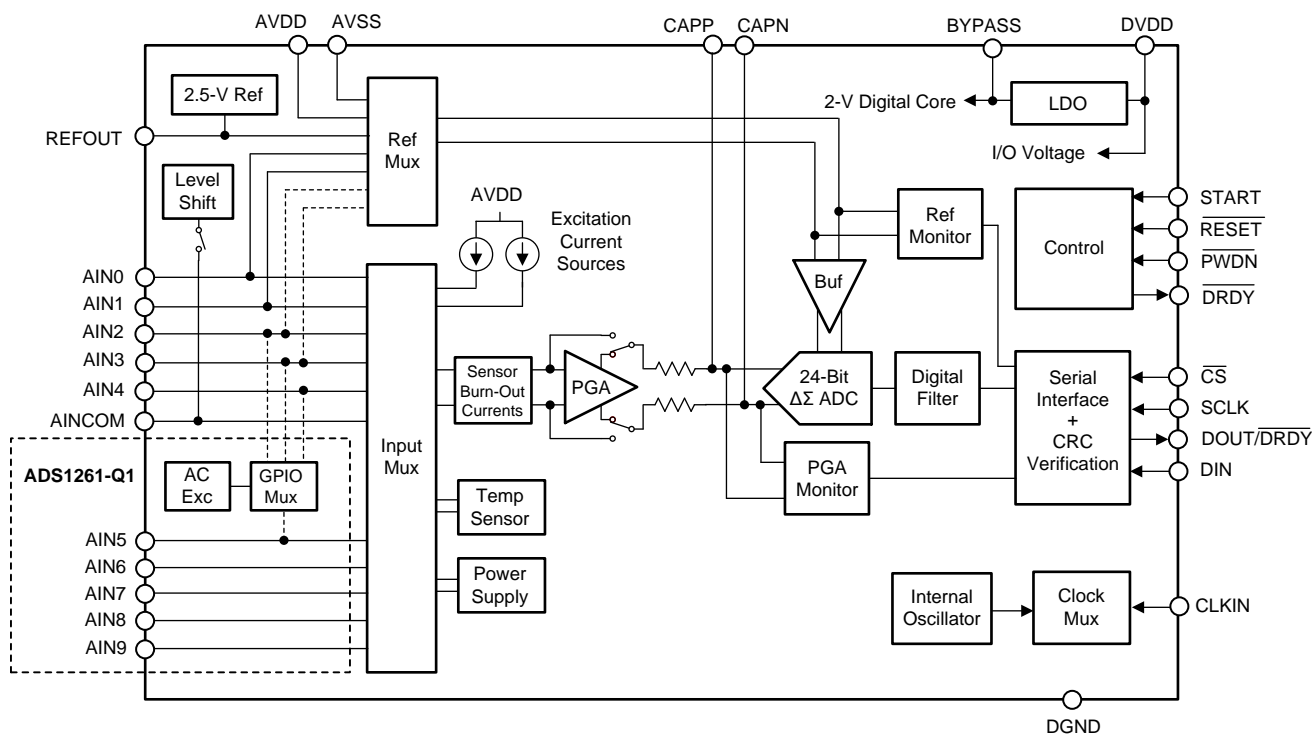 AVDD
AVSS
CAPP
CAPN
BYPASS
DVDD
2.5-V Ref
REFOUT
Ref
Mux
2-V Digital Core
LDO
I/O Voltage
Level
Shift
AVDD
Excitation
Current
Sources
Ref
Monitor
Control
START
RESET
PWDN
DRDY
AIN0
AIN1
AIN2
AIN3
AIN4
AINCOM
Buf
Input
Mux
Sensor
Burn-Out
Currents
PGA
24-Bit
ΔΣ ADC
Digital
Filter
Serial
Interface
+
CRC
Verification
CS
SCLK
DOUT/DRDY
DIN
PGA
Monitor
ADS1261-Q1
AC
Exc
GPIO
Mux
Temp
Sensor
Power
Supply
AIN5
AIN6
AIN7
AIN8
AIN9
Internal
Oscillator
Clock
Mux
CLKIN
DGND